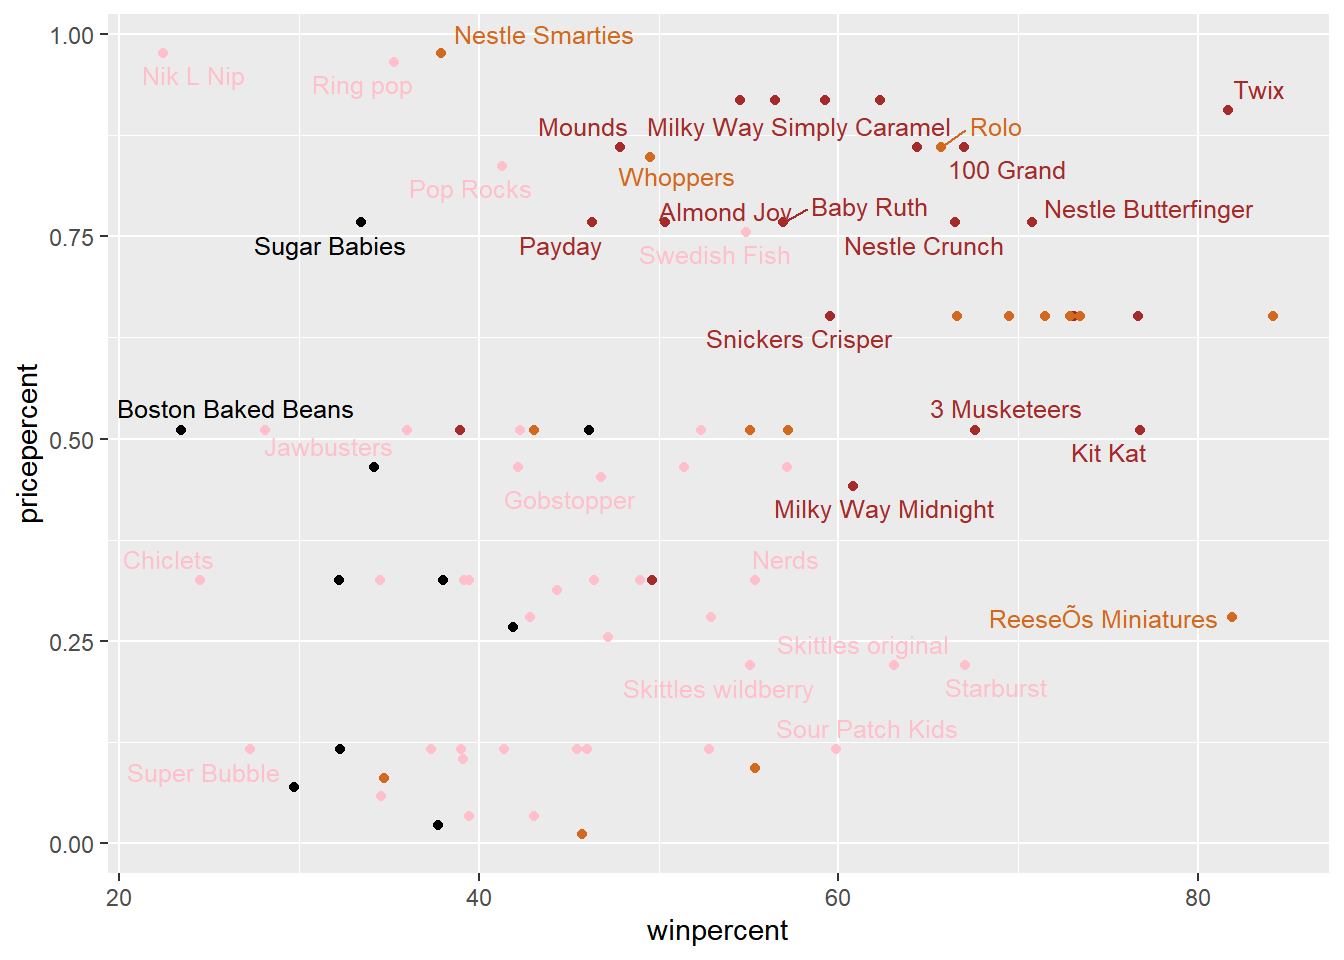 1.00
Nestle Smarties
Nik L Nip
Ring pop
Twix
Mounds
Milky Way Simply Caramel
Rolo
Whoppers
100 Grand
Pop Rocks
Almond Joy
Baby Ruth
Nestle Butterfinger
0.75
Sugar Babies
Payday
Swedish Fish
Nestle Crunch
Snickers Crisper
Boston Baked Beans
3 Musketeers
0.50
Jawbusters
Kit Kat
Gobstopper
Milky Way Midnight
Chiclets
Nerds
ReeseÕs Miniatures
0.25
Skittles original
Skittles wildberry
Starburst
Sour Patch Kids
Super Bubble
0.00
20
40
60
80
winpercent
pricepercent